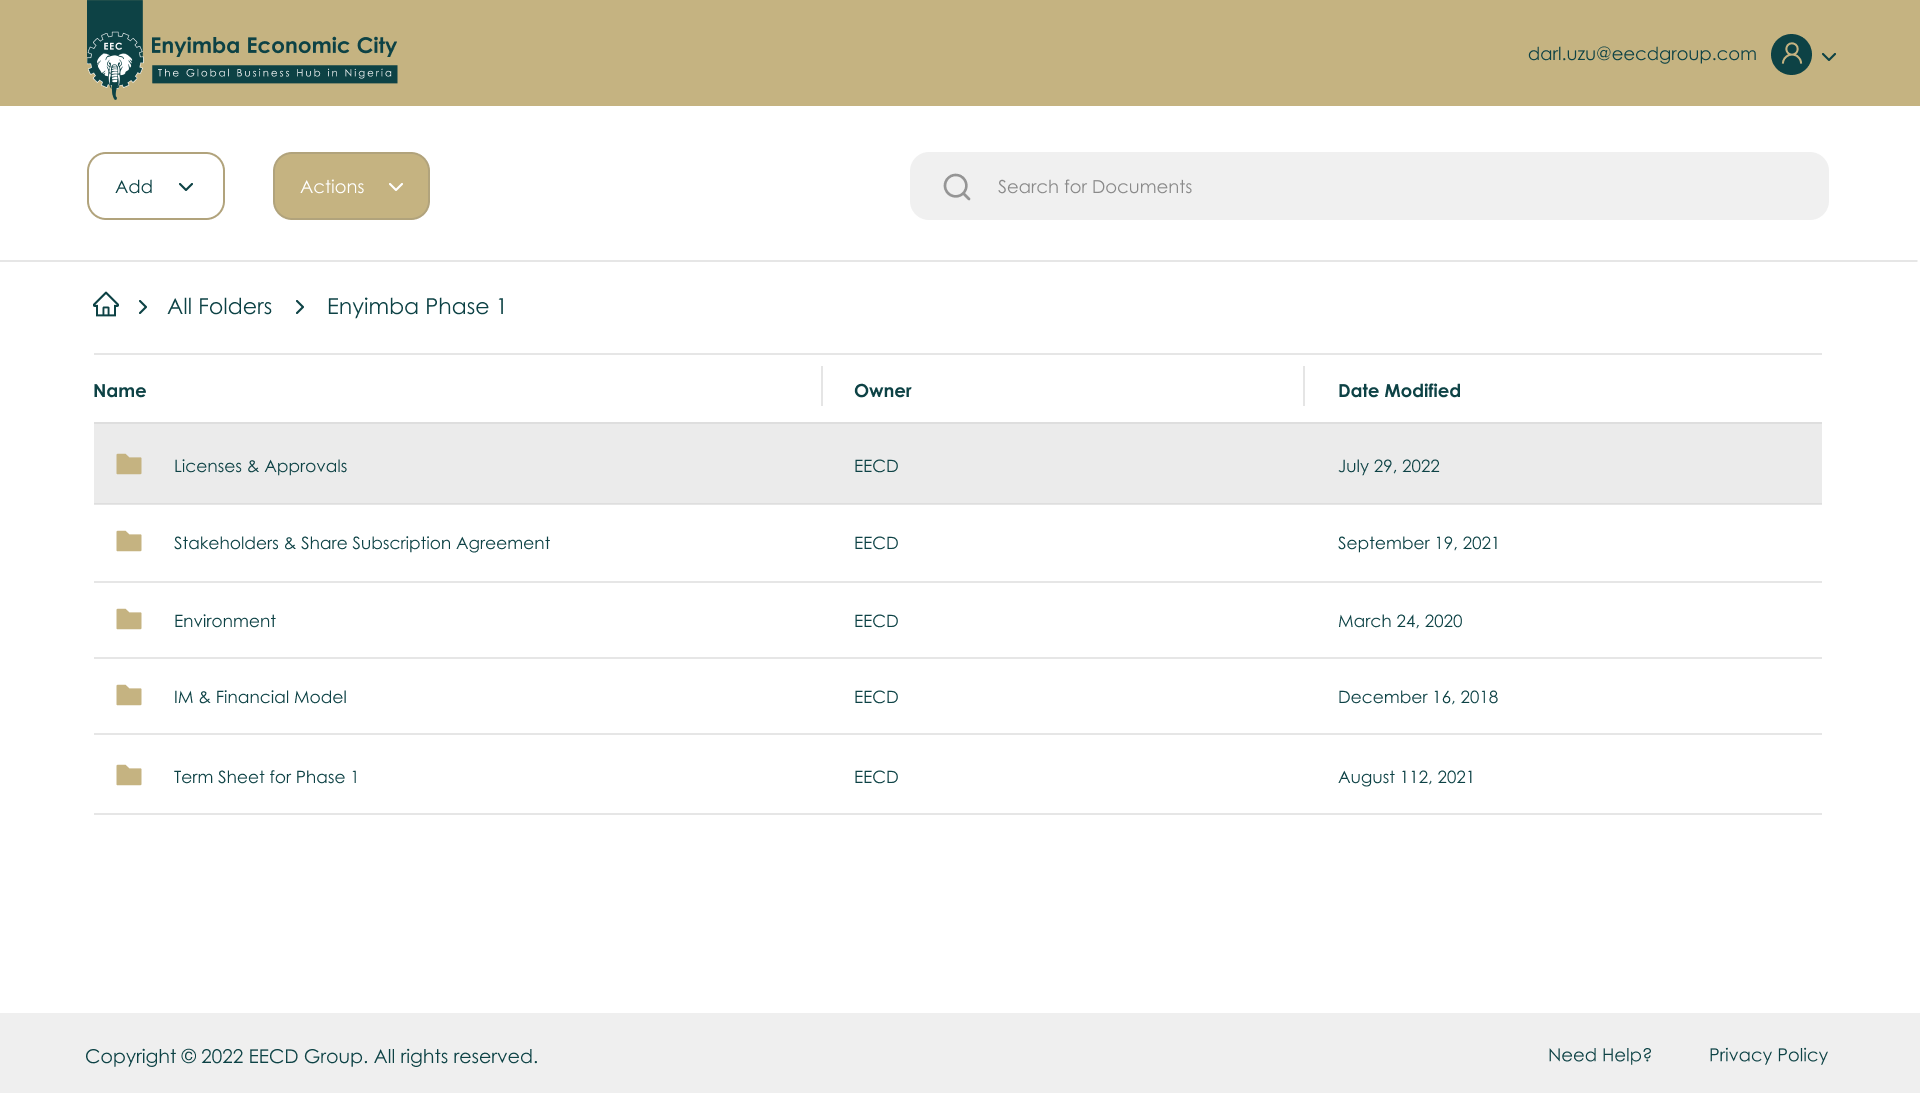 EEC
Enyimba Economic City
The Global Business Hub in Nigeria
darl.uzu@eecdgroup.com
Add
Actions
Search for Documents
All Folders
Enyimba Phase 1
Name Owner Date Modified
Licenses & Approvals EECD July 29, 2022
Stakeholders & Share Subscription Agreement EECD September 19, 2021
Environment EECD March 24, 2020
IM & Financial Model EECD December 16, 2018
Term Sheet for Phase 1 EECD August 112, 2021
Copyright © 2022 EECD Group. All rights reserved.
Need Help?
Privacy Policy